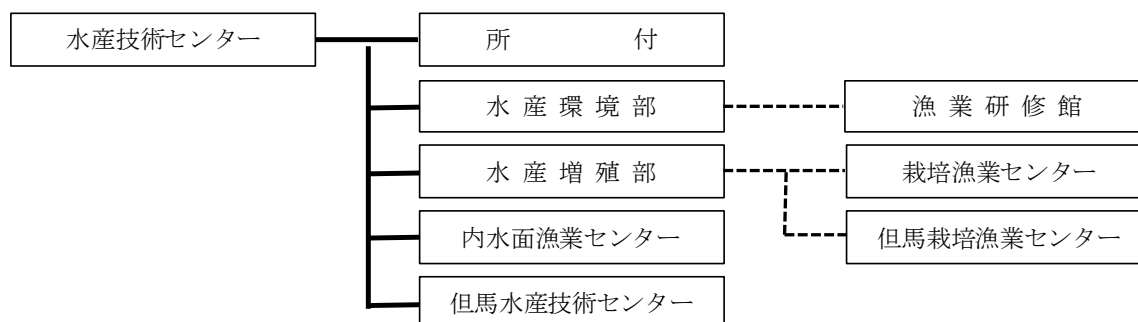 水産技術センター
所　　　　付
水 産 環 境 部
漁 業 研 修 館
水 産 増 殖 部
栽培漁業センター
内水面漁業センター
但馬栽培漁業センター
但馬水産技術センター